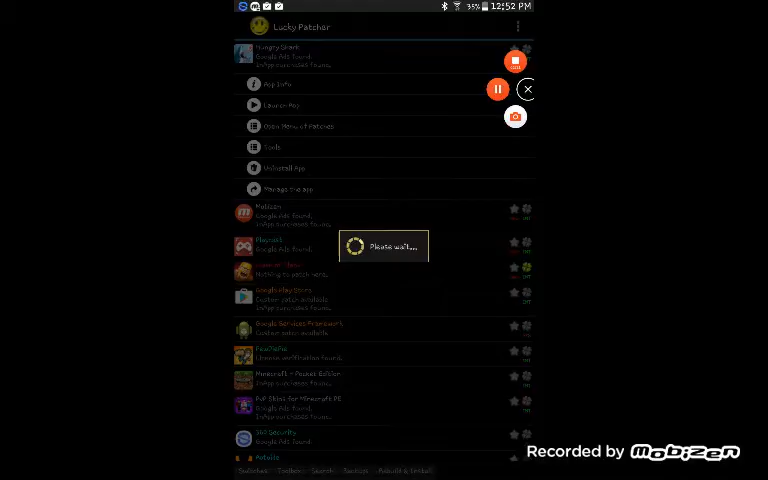 35% 12:52 PM
Lucky Patcher
Hungry Shark
Google Ads found.
InApp purchases found.
App Info
Launch App
Open Menu of Patches
Tools
Uninstall App
Manage the app
Mobizen
Google Ads found.
InApp purchases found.
Please wait...
Google Ads found.
Nothing to patch here.
Google Play Store
Custom patch available
InApp purchases found.
Google Services Framework
Custom patch available
PewDiePie
License verification found.
Minecraft - Pocket Edition
InApp purchases found.
PvP Skins for Minecraft PE
Google Ads found.
InApp purchases found.
360 Security
Google Ads found.
Switches Toolbox Search Backups Rebuild & Install
Recorded by mobizen